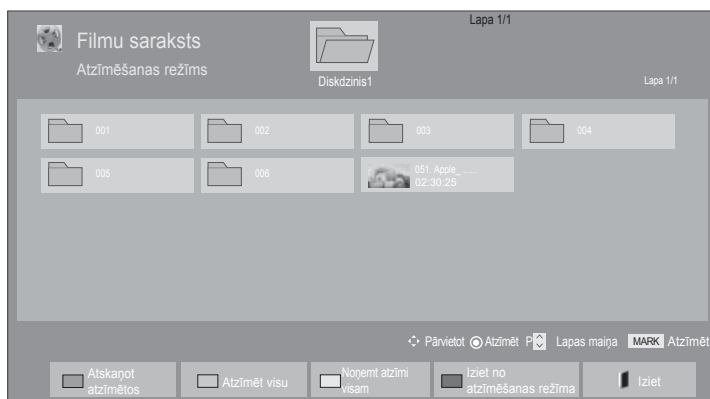 Lapa 1/1
Filmu saraksts
Atzīmēšanas režīms
Diskdzinis1
Lapa 1/1
001
002
003
004
005
006
051. Apple_ ......
02:30:25
Pārvietot
Atzīmēt
P
Lapas maiņa
MARK Atzīmēt
Atskaņot
atzīmētos
Atzīmēt visu
Noņemt atzīmi
visam
Iziet no
atzīmēšanas režīma
Iziet